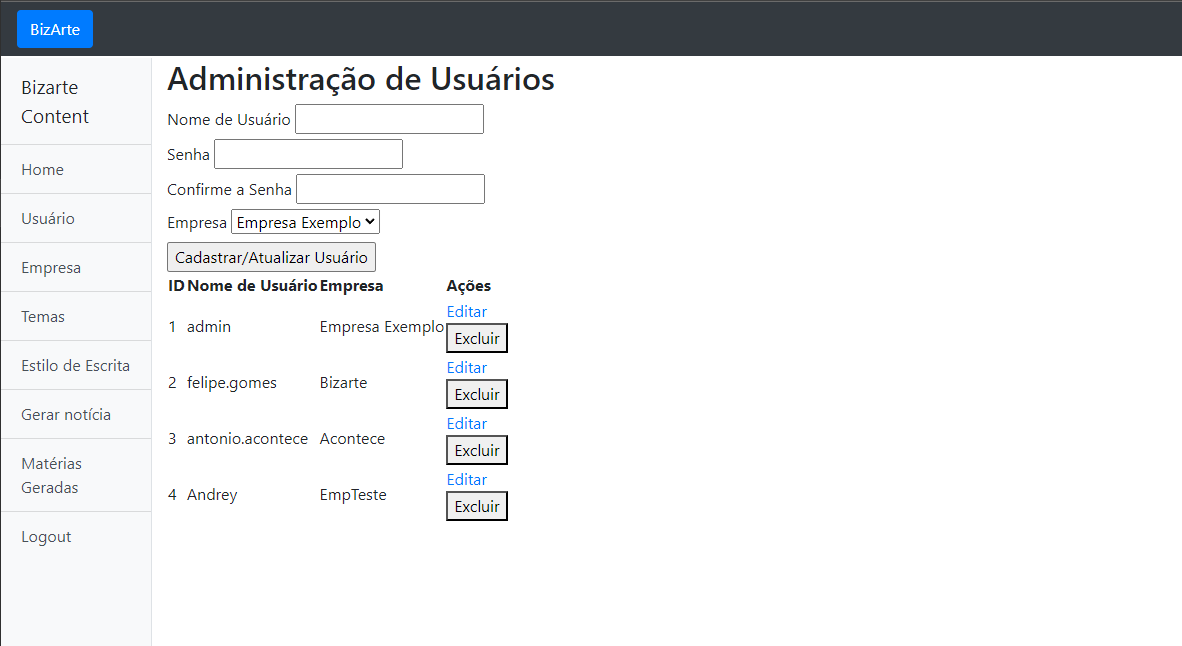 BizArte
Bizarte
Content
Home
Usuário
Empresa
Temas
Estilo de Escrita
Gerar notícia
Matérias
Geradas
Logout
Administração de Usuários
Nome de Usuário
Senha
Confirme a Senha
Empresa Empresa Exemplo
Cadastrar/Atualizar Usuário
ID Nome de Usuário Empresa Ações
1 admin Empresa Exemplo Editar
Excluir
2 felipe.gomes Bizarte Editar
Excluir
3 antonio.acontece Acontece Editar
Excluir
4 Andrey EmpTeste Editar
Excluir